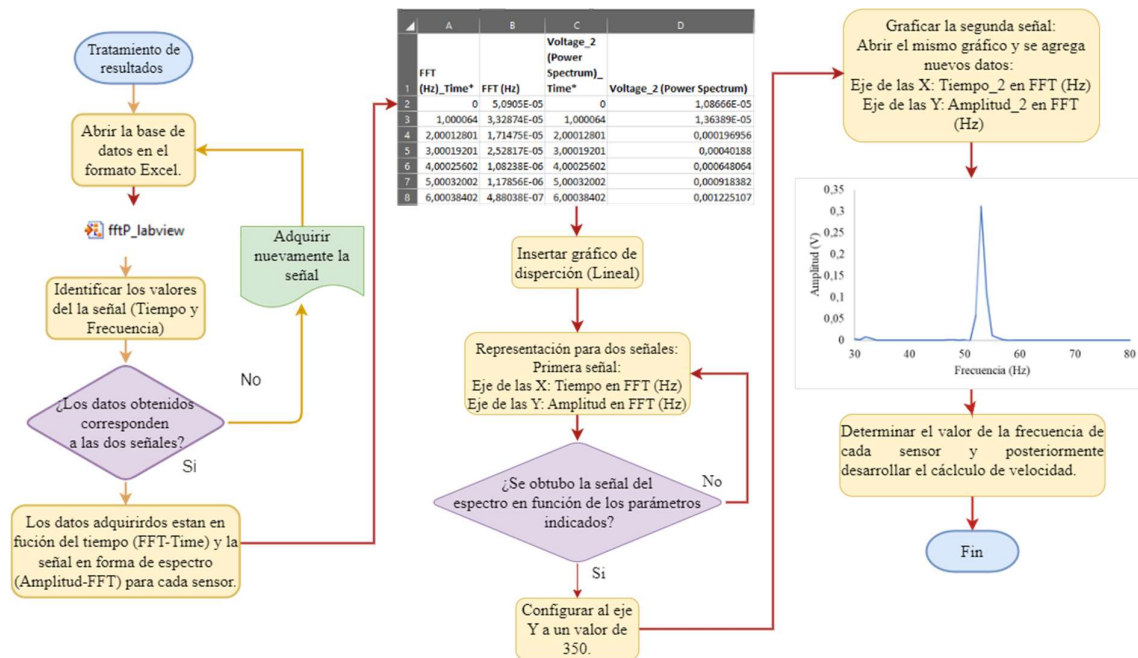 Tratamiento de
resultados
Abrir la base de
datos en el
formato Excel.
fftP_labview
Adquirir
nuevamente la
señal
Identificar los valores
del la señal (Tiempo y
Frecuencia)
No
¿Los datos obtenidos
corresponden
a las dos señales?
Si
Los datos adquirirdos estan en
fución del tiempo (FFT-Time) y la
señal en forma de espectro
(Amplitud-FFT) para cada sensor.
A B C D
1 FFT (Hz)_Time* FFT (Hz) Voltage_2 (Power Spectrum)_ Time* Voltage_2 (Power Spectrum)
2 0 5,0905E-05 0 1,08666E-05
3 1,000064 3,32874E-05 1,000064 1,36389E-05
4 2,00012801 1,71475E-05 2,00012801 0,000196956
5 3,00019201 2,52817E-05 3,00019201 0,00040188
6 4,00025602 1,08238E-06 4,00025602 0,000648064
7 5,00032002 1,17856E-06 5,00032002 0,000918382
8 6,00038402 4,88038E-07 6,00038402 0,001225107
Insertar gráfico de
disperción (Lineal)
Representación para dos señales:
Primera señal:
Eje de las X: Tiempo en FFT (Hz)
Eje de las Y: Amplitud en FFT (Hz)
¿Se obtubo la señal del
espectro en función de los parámetros
indicados?
No
Si
Configurar al eje
Y a un valor de
350.
Graficar la segunda señal:
Abrir el mismo gráfico y se agrega
nuevos datos:
Eje de las X: Tiempo_2 en FFT (Hz)
Eje de las Y: Amplitud_2 en FFT
(Hz)
0,35
0,3
0,25
0,2
0,15
0,1
0,05
0
Amplitud (V)
30 40 50 60 70 80
Frecuencia (Hz)
Determinar el valor de la frecuencia de
cada sensor y posteriormente
desarrollar el cáclculo de velocidad.
Fin